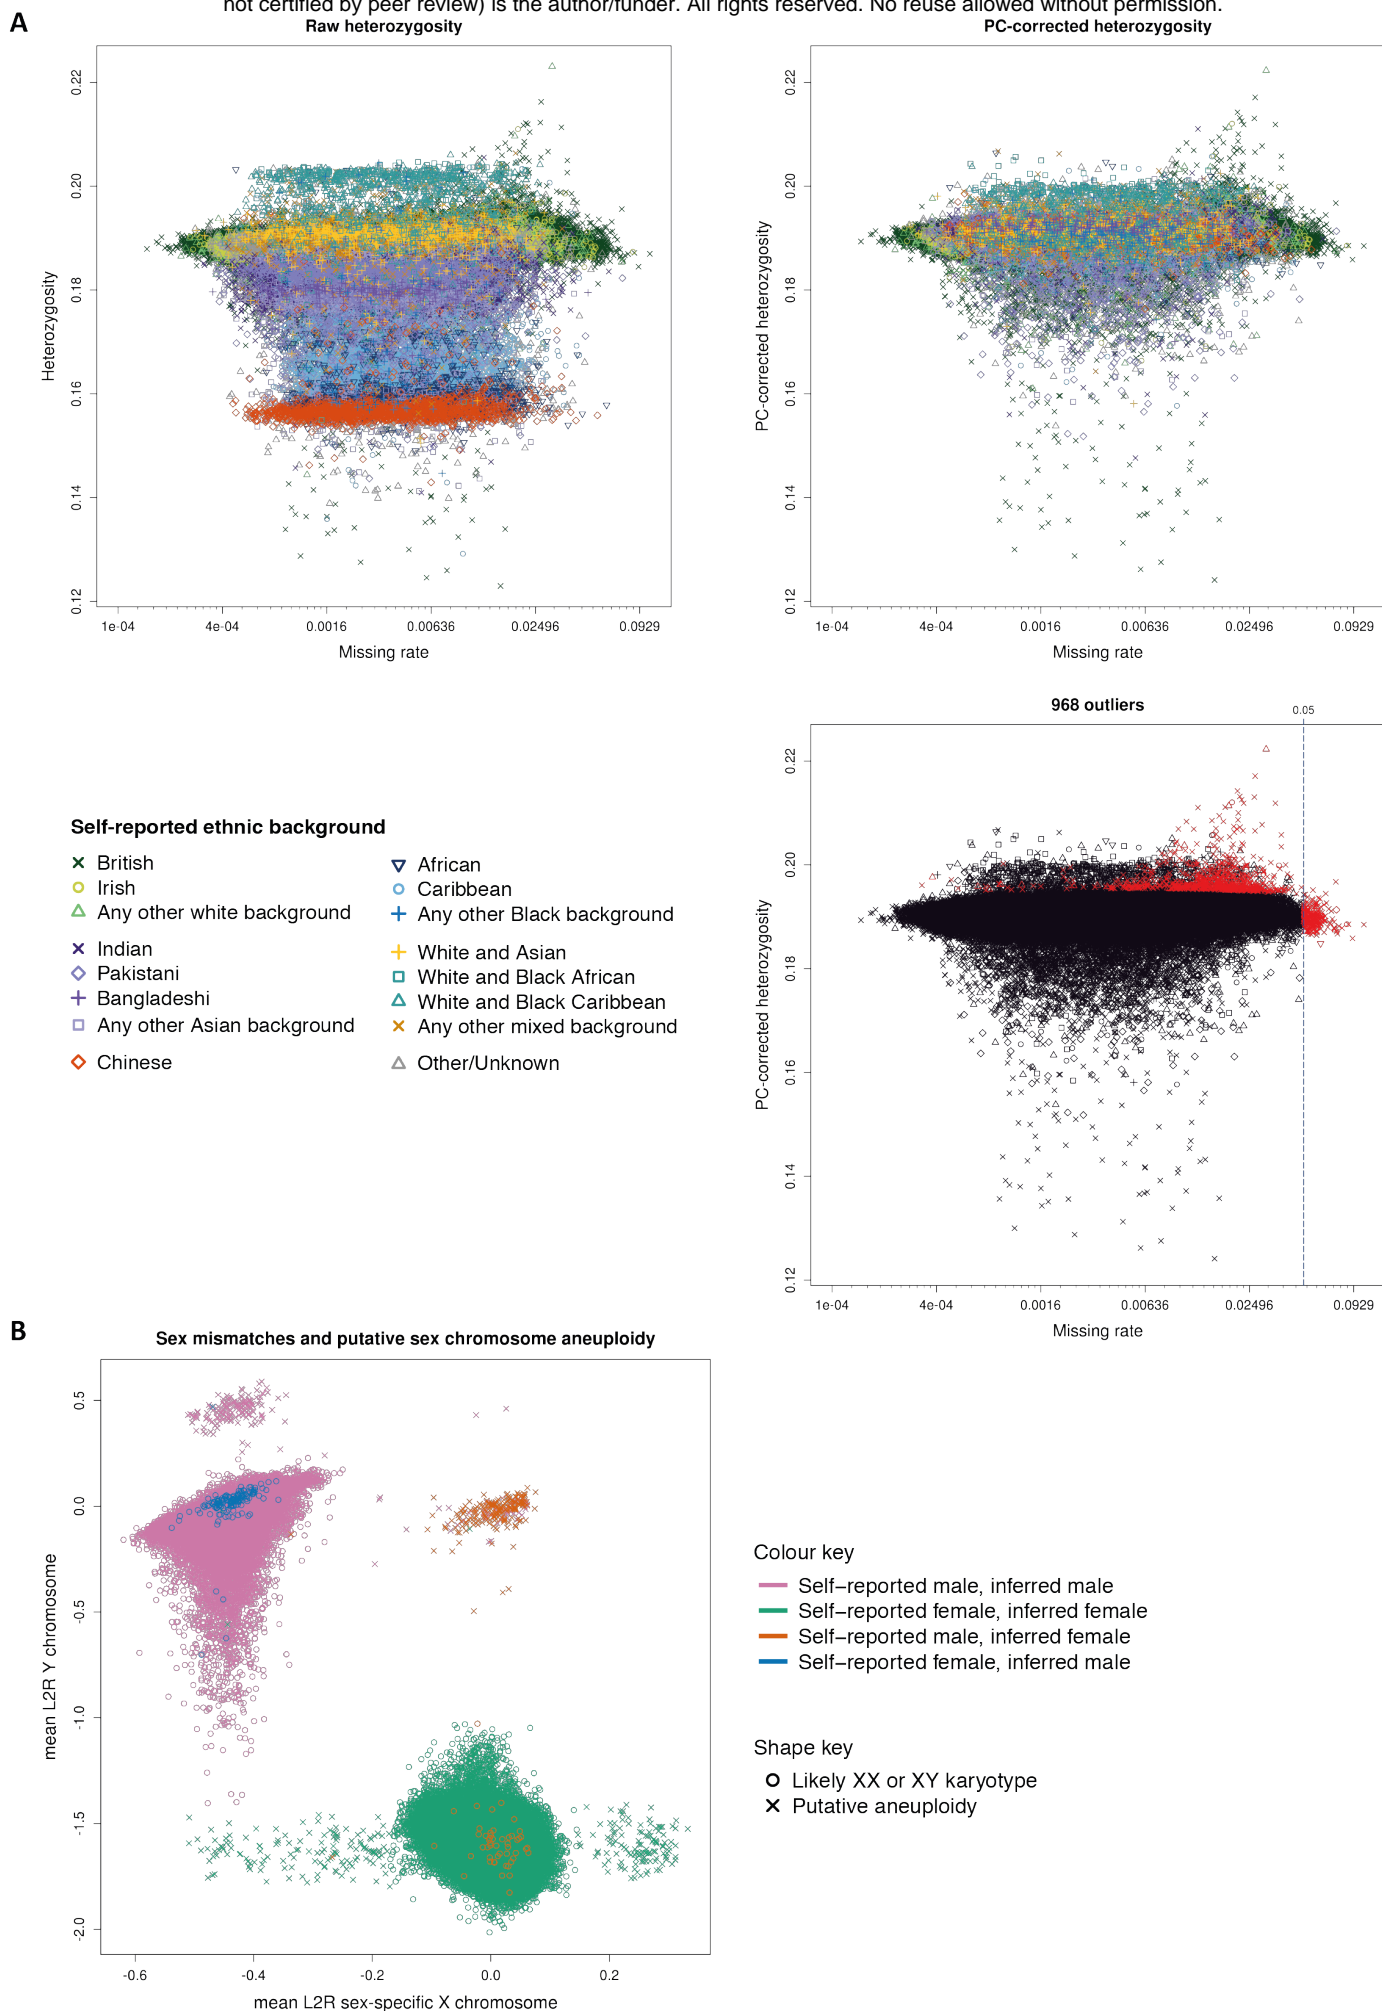 not certified by peer review) is the author/funder. All rights reserved. No reuse allowed without permission.
A
Raw heterozygosity
Heterozygosity
0.22
0.20
0.18
0.16
0.14
0.12
1e-04 4e-04 0.0016 0.00636 0.02496 0.0929
Missing rate
PC-corrected heterozygosity
PC-corrected heterozygosity
0.22
0.20
0.18
0.16
0.14
0.12
1e-04 4e-04 0.0016 0.00636 0.02496 0.0929
Missing rate
Self-reported ethnic background
British
Irish
Any other white background
Indian
Pakistani
Bangladeshi
Any other Asian background
Chinese
African
Caribbean
Any other Black background
White and Asian
White and Black African
White and Black Caribbean
Any other mixed background
Other/Unknown
968 outliers
0.05
PC-corrected heterozygosity
0.22
0.20
0.18
0.16
0.14
0.12
1e-04 4e-04 0.0016 0.00636 0.02496 0.0929
Missing rate
B
Sex mismatches and putative sex chromosome aneuploidy
mean L2R Y chromosome
0.5
0.0
-0.5
-1.0
-1.5
-2.0
-0.6 -0.4 -0.2 0.0 0.2
mean L2R sex-specific X chromosome
Colour key
Self−reported male, inferred male
Self−reported female, inferred female
Self−reported male, inferred female
Self−reported female, inferred male
Shape key
Likely XX or XY karyotype
Putative aneuploidy